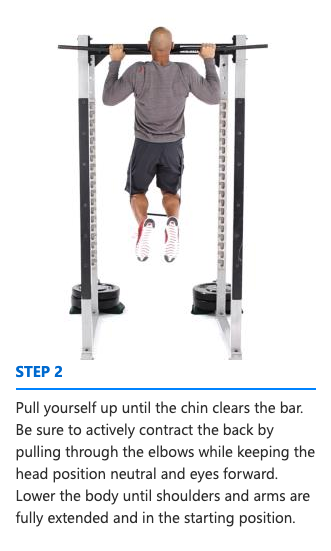 STEP 2
Pull yourself up until the chin clears the bar.
Be sure to actively contract the back by
pulling through the elbows while keeping the
head position neutral and eyes forward.
Lower the body until shoulders and arms are
fully extended and in the starting position.